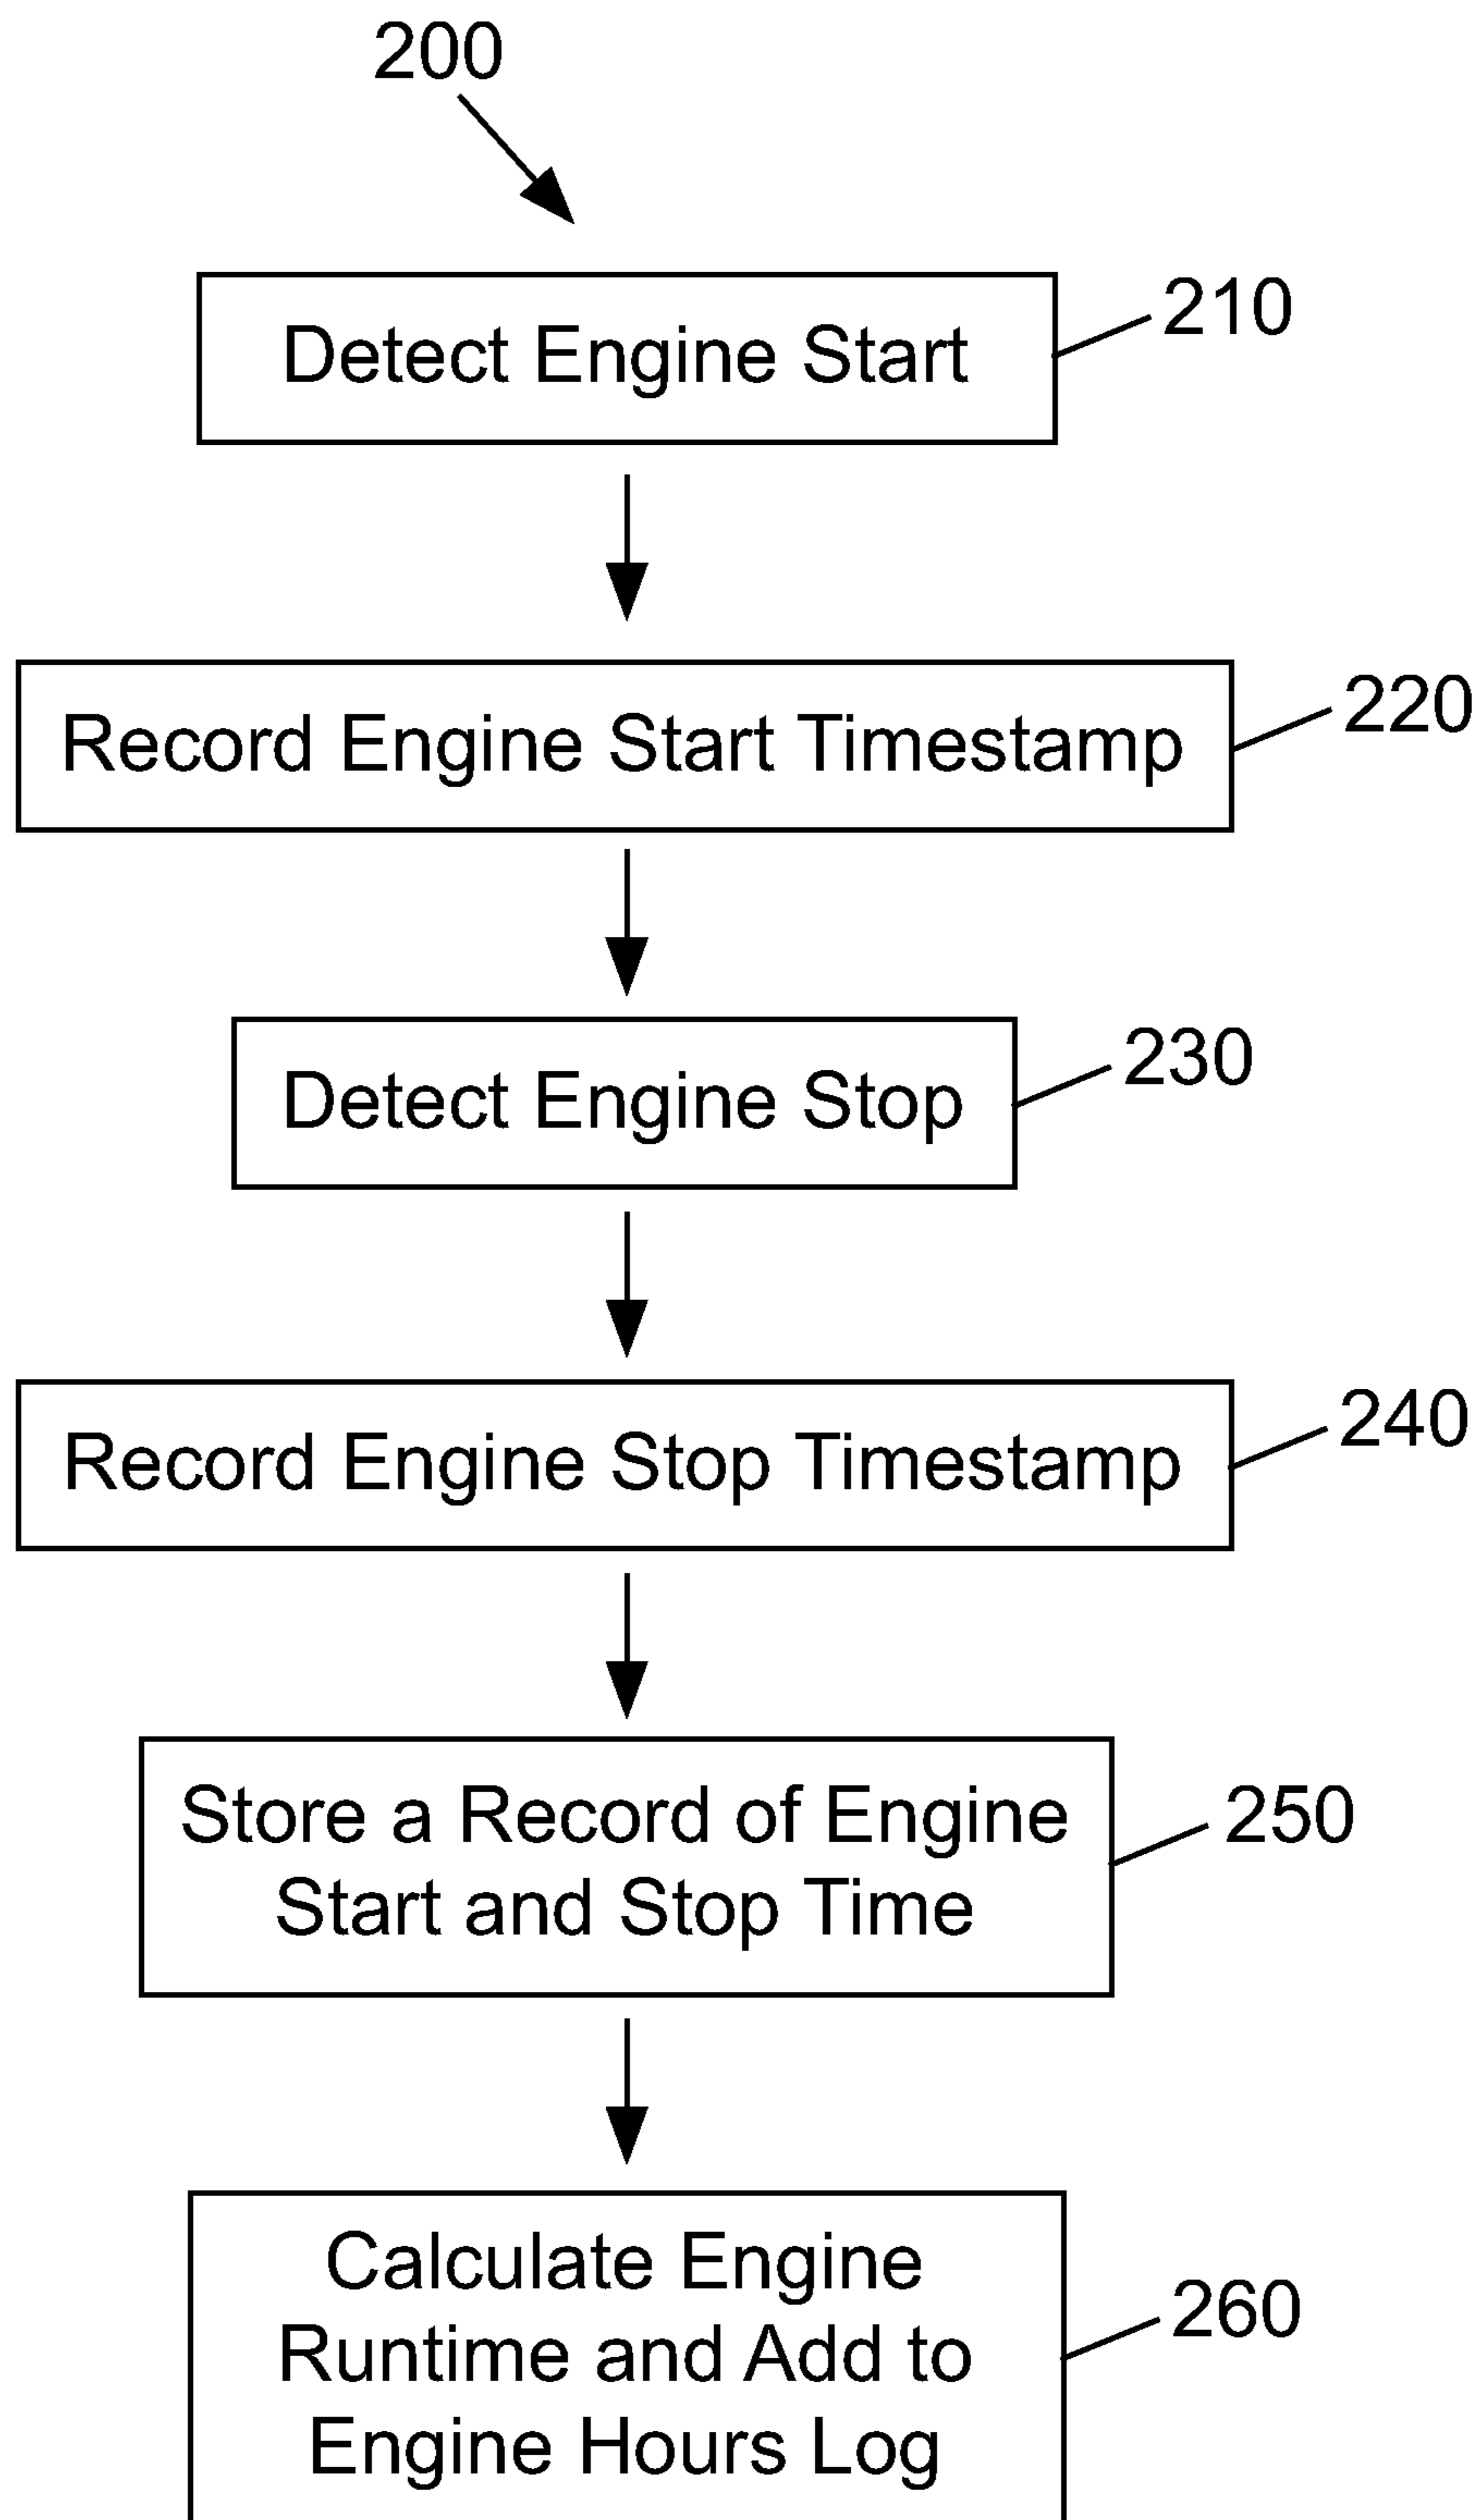 200
Detect Engine Start
210
Record Engine Start Timestamp
220
Detect Engine Stop
230
Record Engine Stop Timestamp
240
Store a Record of Engine
Start and Stop Time
250
Calculate Engine
Runtime and Add to
Engine Hours Log
260